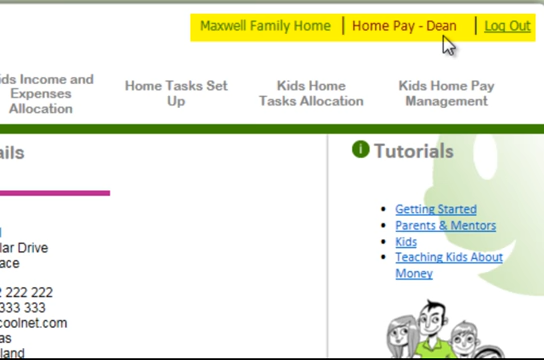 Maxwell Family Home | Home Pay - Dean | Log Out
ids Income and
Expenses
Allocation
Home Tasks Set
Up
Kids Home
Tasks Allocation
Kids Home Pay
Management
ails
lar Drive
ace
2 222 222
333 333
coolnet.com
as
land
i Tutorials
• Getting Started
• Parents & Mentors
• Kids
• Teaching Kids About
Money